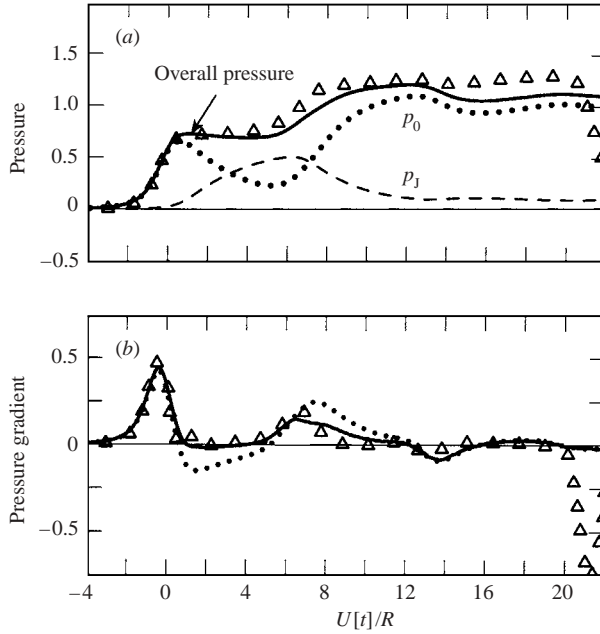 (a)
1.5
Overall pressure
1.0
p0
Pressure
0.5
pJ
0
−0.5
(b)
0.5
Pressure gradient
0
−0.5
−4 0 4 8 12 16 20
U[t]/R